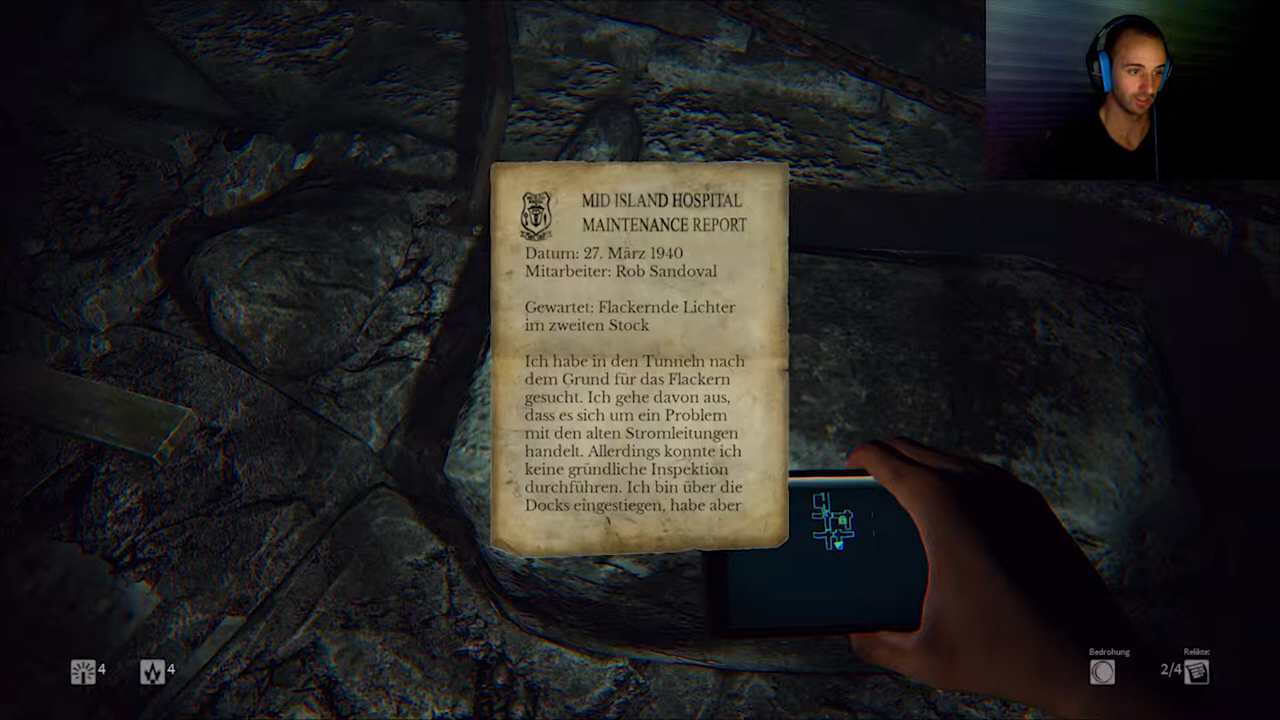 MID ISLAND HOSPITAL
MAINTENANCE REPORT
Datum: 27. März 1940
Mitarbeiter: Rob Sandoval
Gewartet: Flackernde Lichter
im zweiten Stock
Ich habe in den Tunneln nach
dem Grund für das Flackern
gesucht. Ich gehe davon aus,
dass es sich um ein Problem
mit den alten Stromleitungen
handelt. Allerdings konnte ich
keine gründliche Inspektion
durchführen. Ich bin über die
Docks eingestiegen, habe aber
4
4
Bedrohung
Relikte:
2/4